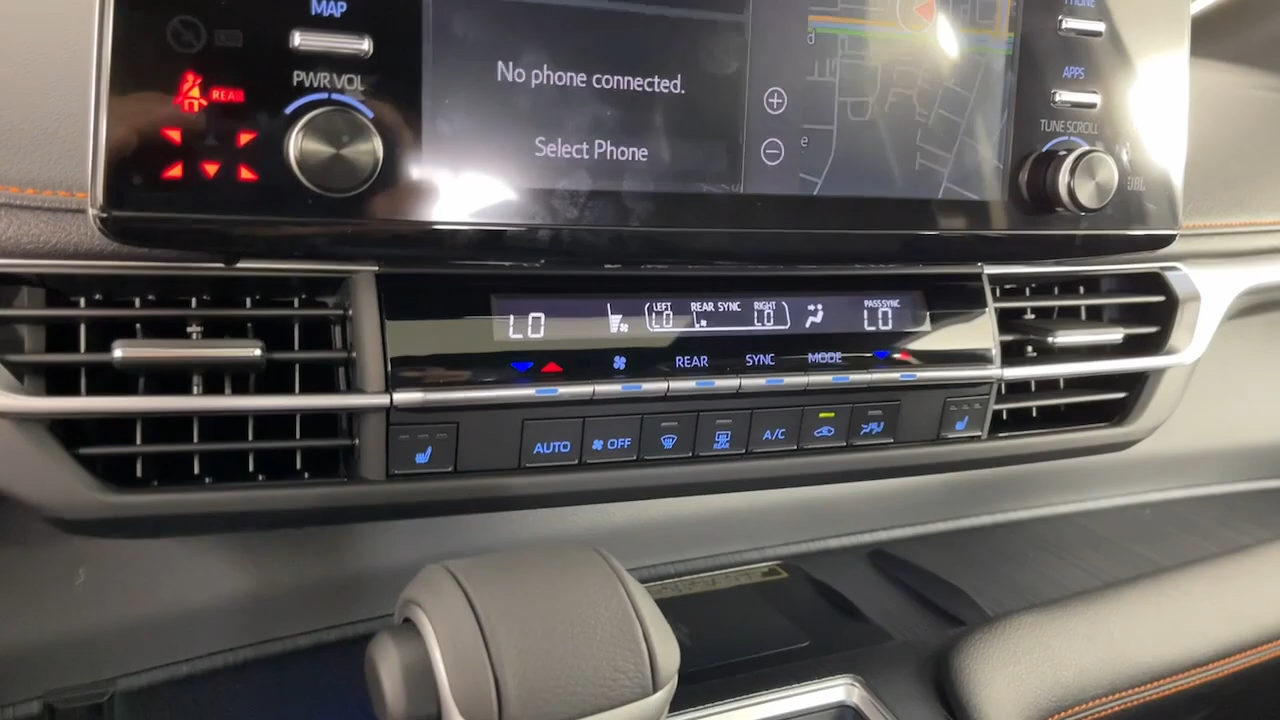 MAP
PHONE
APPS
PWR VOL
TUNE SCROLL
REAR
JBL
No phone connected.
Select Phone
LO
LEFT
LO
REAR SYNC
RIGHT
LO
PASS SYNC
LO
REAR
SYNC
MODE
AUTO
OFF
REAR
A/C